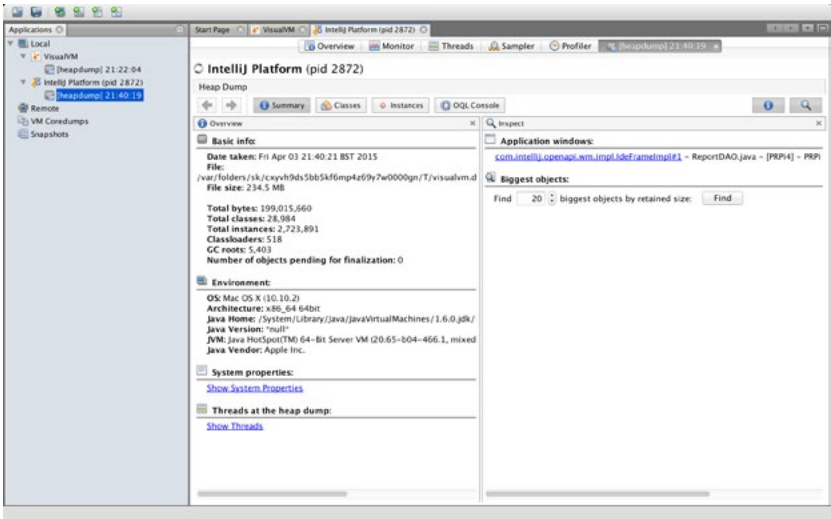 Applications
Start Page
VisualVM
IntelliJ Platform (pid 2872)
Local
VisualVM
[heapdump] 21:22:04
IntelliJ Platform (pid 2872)
[heapdump] 21:40:19
Remote
VM Coredumps
Snapshots
Overview
Monitor
Threads
Sampler
Profiler
[heapdump] 21:40:19
IntelliJ Platform (pid 2872)
Heap Dump
Summary
Classes
Instances
OQL Console
Overview
Basic info:
Date taken: Fri Apr 03 21:40:21 BST 2015
File:
/var/folders/sk/cxyvh9ds5bb5kf6mp4z69y7w0000gn/T/visualvm.d
File size: 234.5 MB
Total bytes: 199,015,660
Total classes: 28,984
Total instances: 2,723,891
Classloaders: 518
GC roots: 5,403
Number of objects pending for finalization: 0
Environment:
OS: Mac OS X (10.10.2)
Architecture: x86_64 64bit
Java Home: /System/Library/Java/JavaVirtualMachines/1.6.0.jdk/
Java Version: "null"
JVM: Java HotSpot(TM) 64-Bit Server VM (20.65-b04-466.1, mixed
Java Vendor: Apple Inc.
System properties:
Show System Properties
Threads at the heap dump:
Show Threads
Inspect
Application windows:
com.intellij.openapi.wm.impl.IdeFrameImpl#1 - ReportDAO.java - [PRPi4] - PRPi
Biggest objects:
Find 20 biggest objects by retained size: Find